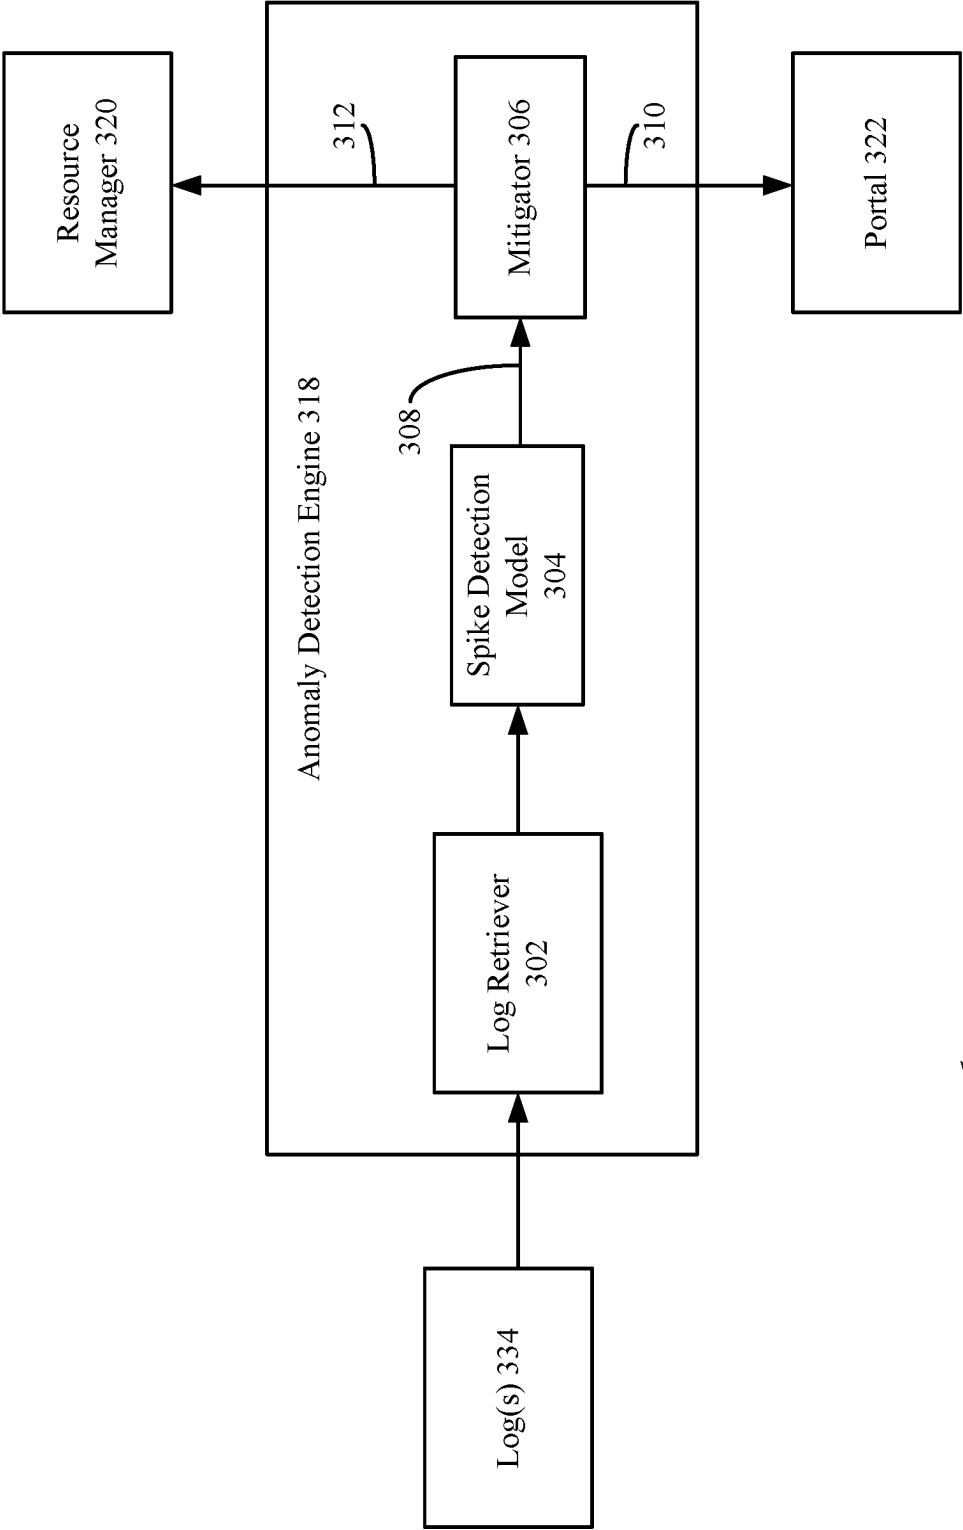 Resource
Manager 320
312
Mitigator 306
310
Portal 322
Anomaly Detection Engine 318
308
Spike Detection
Model
304
Log Retriever
302
Log(s) 334